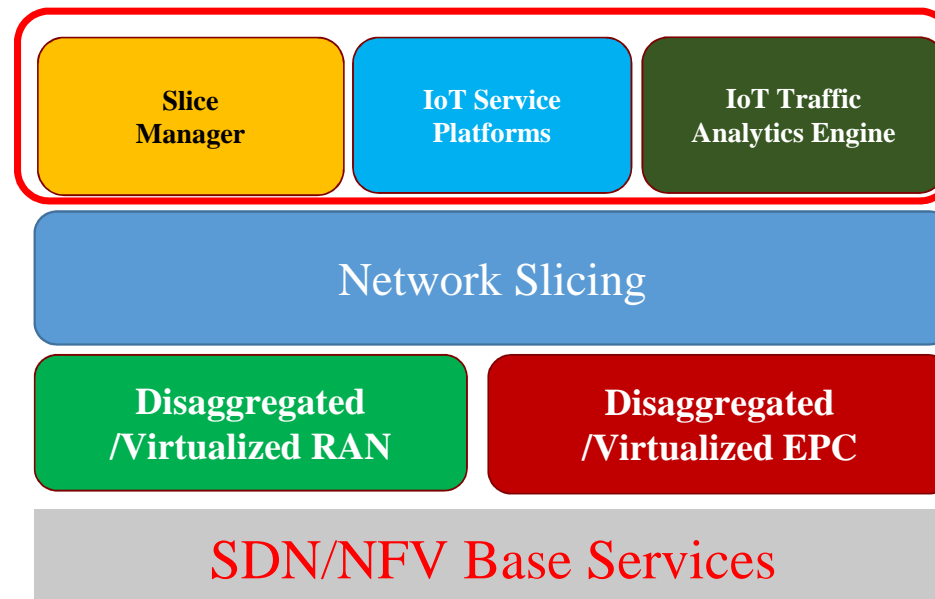 Slice
Manager
IoT Service
Platforms
IoT Traffic
Analytics Engine
Network Slicing
Disaggregated
/Virtualized RAN
Disaggregated
/Virtualized EPC
SDN/NFV Base Services